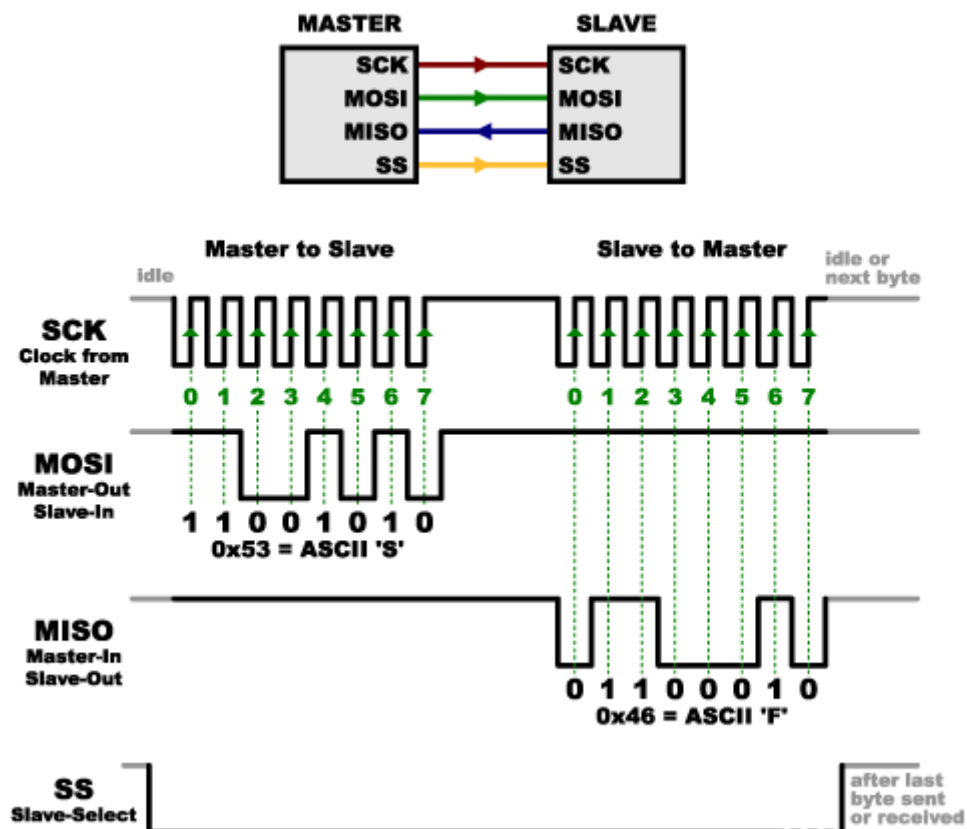 MASTER SLAVE
SCK SCK
MOSI MOSI
MISO MISO
SS SS
Master to Slave Slave to Master
idle
idle or
next byte
SCK
Clock from
Master
0 1 2 3 4 5 6 7 0 1 2 3 4 5 6 7
MOSI
Master-Out
Slave-In
1 1 0 0 1 0 1 0
0x53 = ASCII 'S'
MISO
Master-In
Slave-Out
0 1 1 0 0 0 1 0
0x46 = ASCII 'F'
SS
Slave-Select
after last
byte sent
or received